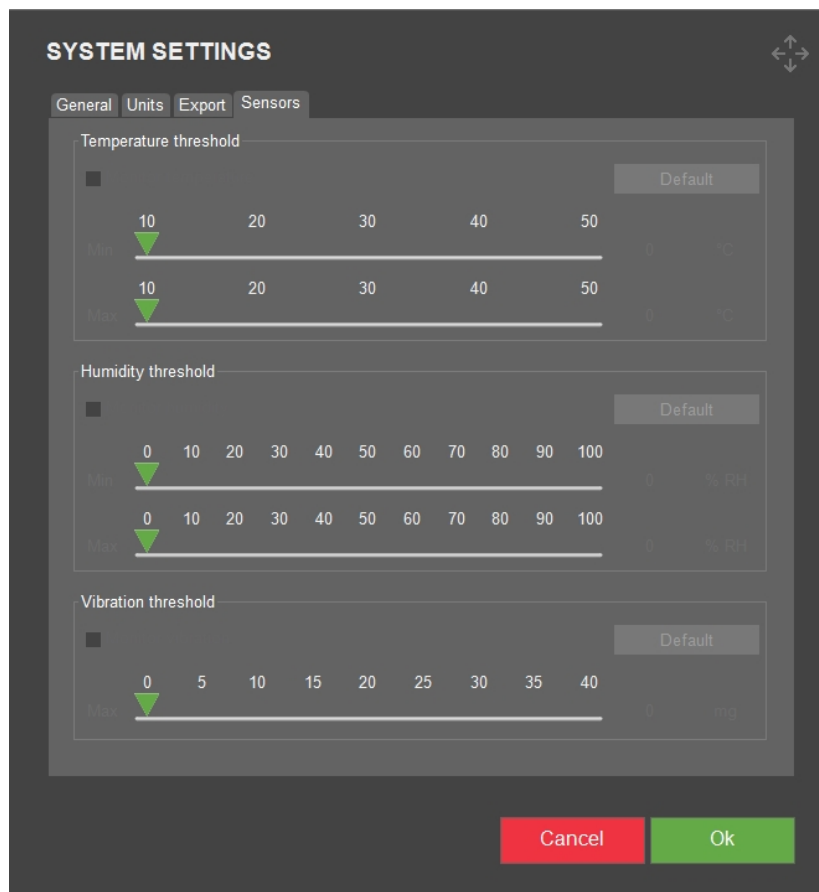 SYSTEM SETTINGS
General Units Export Sensors
Temperature threshold
Default
10 20 30 40 50
Min 0 °C
10 20 30 40 50
Max 0 °C
Humidity threshold
Default
0 10 20 30 40 50 60 70 80 90 100
Min 0 % RH
0 10 20 30 40 50 60 70 80 90 100
Max 0 % RH
Vibration threshold
Default
0 5 10 15 20 25 30 35 40
Max 0 mg
Cancel Ok